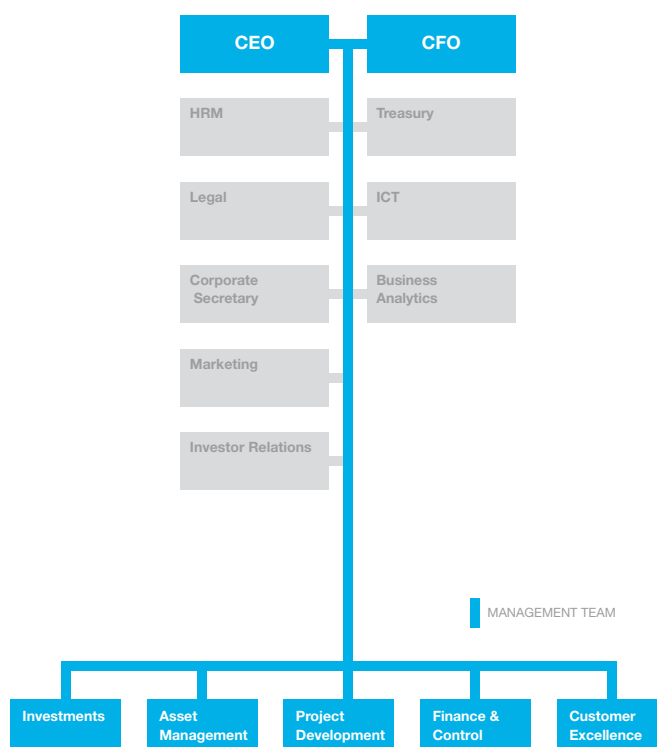 CEO
CFO
HRM
Treasury
Legal
ICT
Corporate
Secretary
Business
Analytics
Marketing
Investor Relations
MANAGEMENT TEAM
Investments
Asset
Management
Project
Development
Finance &
Control
Customer
Excellence